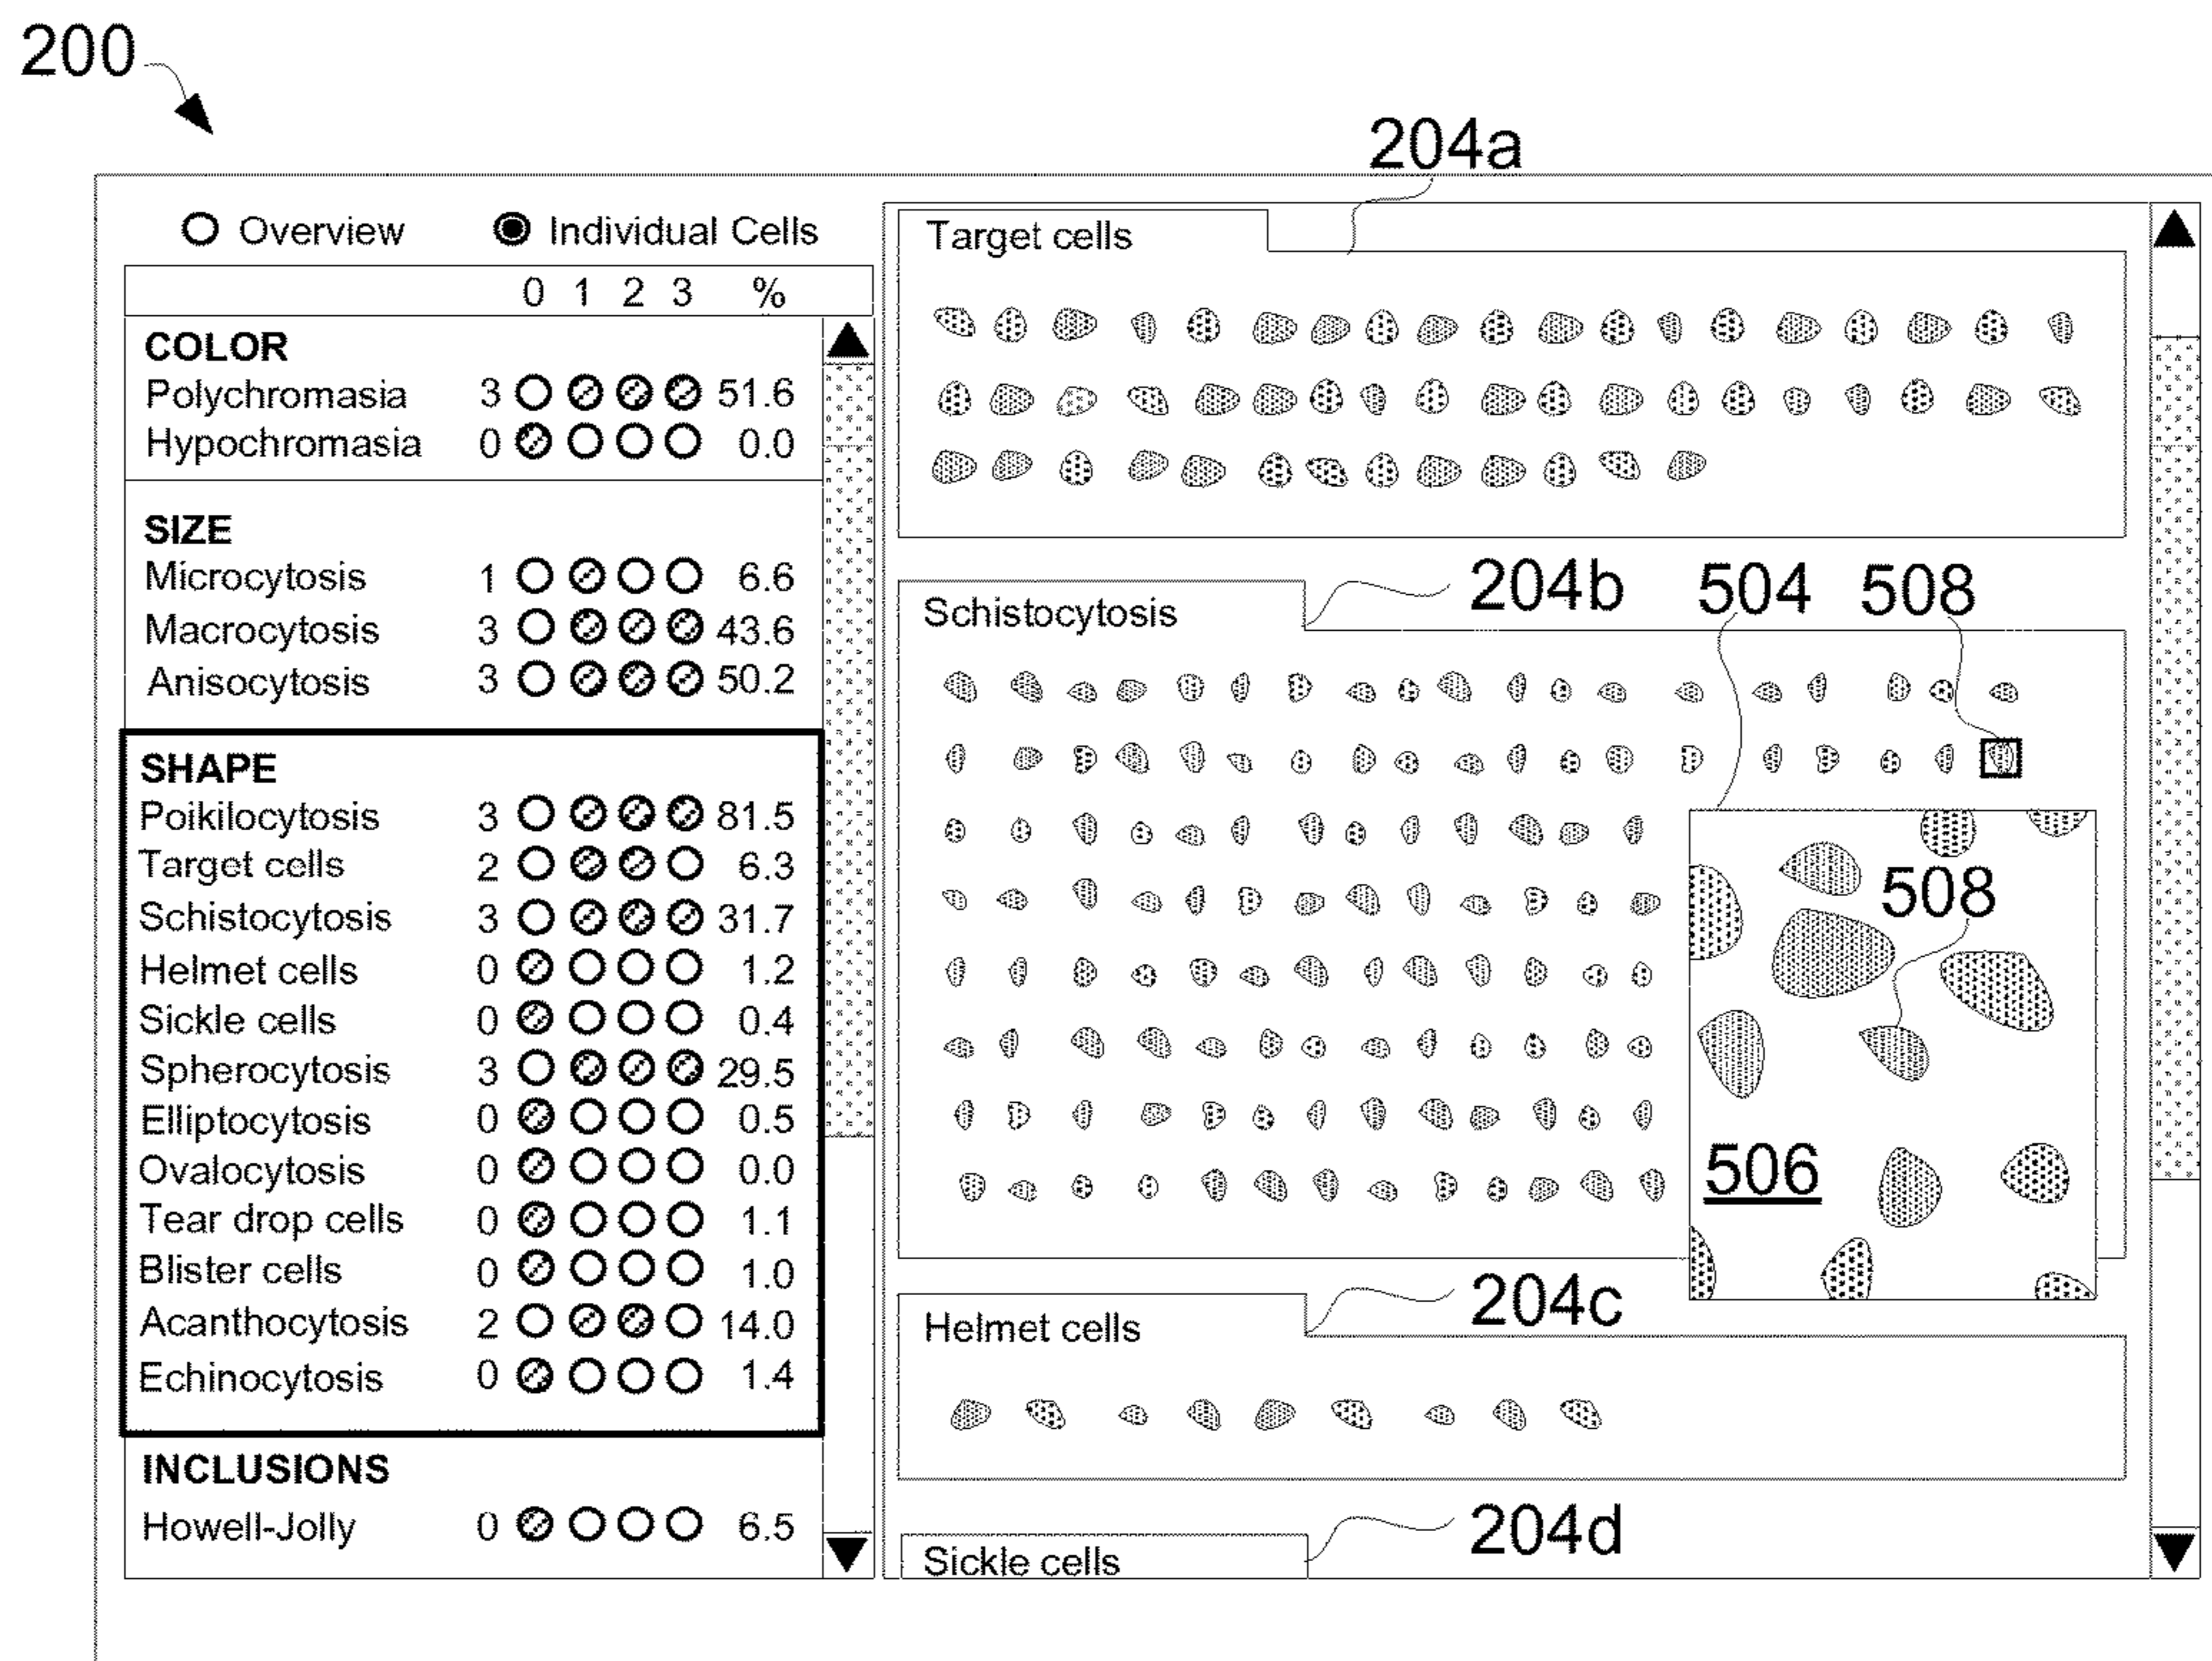 200
204a
Overview Individual Cells
0 1 2 3 %
COLOR
Polychromasia 3 51.6
Hypochromasia 0 0.0
SIZE
Microcytosis 1 6.6
Macrocytosis 3 43.6
Anisocytosis 3 50.2
SHAPE
Poikilocytosis 3 81.5
Target cells 2 6.3
Schistocytosis 3 31.7
Helmet cells 0 1.2
Sickle cells 0 0.4
Spherocytosis 3 29.5
Elliptocytosis 0 0.5
Ovalocytosis 0 0.0
Tear drop cells 0 1.1
Blister cells 0 1.0
Acanthocytosis 2 14.0
Echinocytosis 0 1.4
INCLUSIONS
Howell-Jolly 0 6.5
Target cells
Schistocytosis
204b 504 508
508
506
204c
Helmet cells
204d
Sickle cells